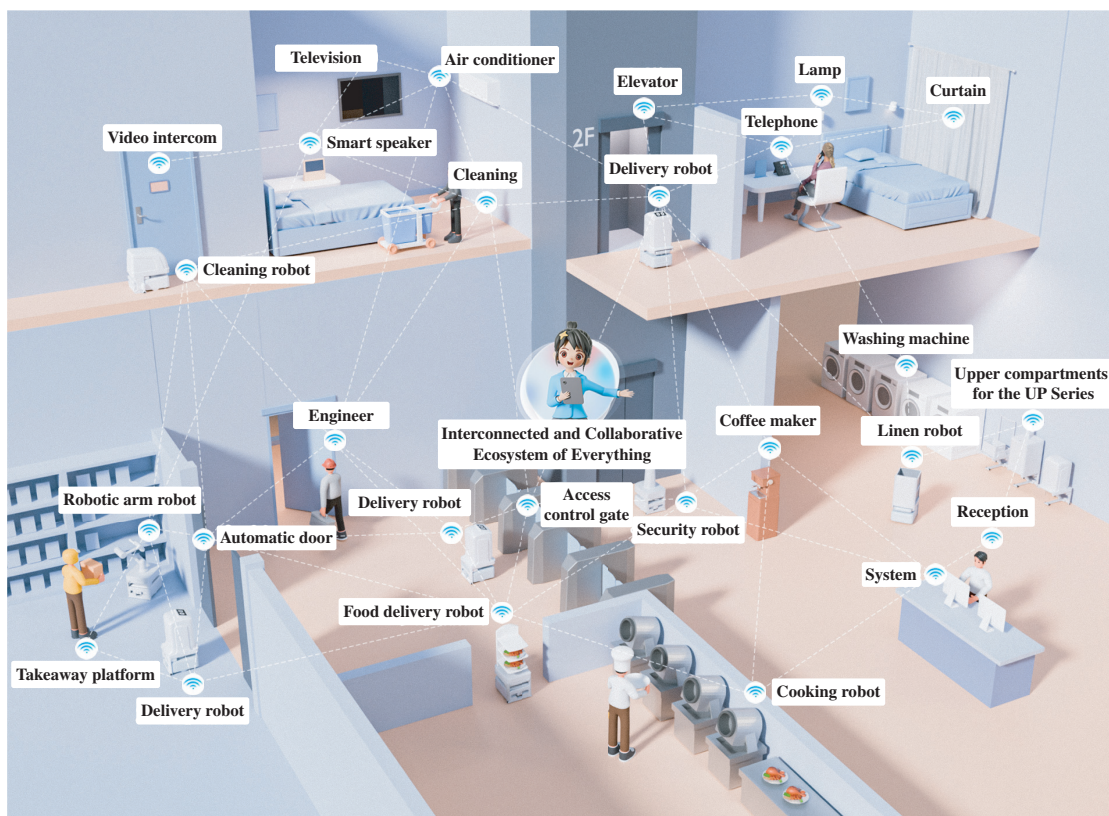 Television
Air conditioner
Elevator
Lamp
Curtain
Video intercom
Smart speaker
Telephone
2F
Cleaning
Delivery robot
Cleaning robot
Washing machine
Upper compartments
for the UP Series
Engineer
Interconnected and Collaborative
Ecosystem of Everything
Coffee maker
Linen robot
Robotic arm robot
Delivery robot
Access
control gate
Security robot
Reception
Automatic door
System
Food delivery robot
Takeaway platform
Delivery robot
Cooking robot